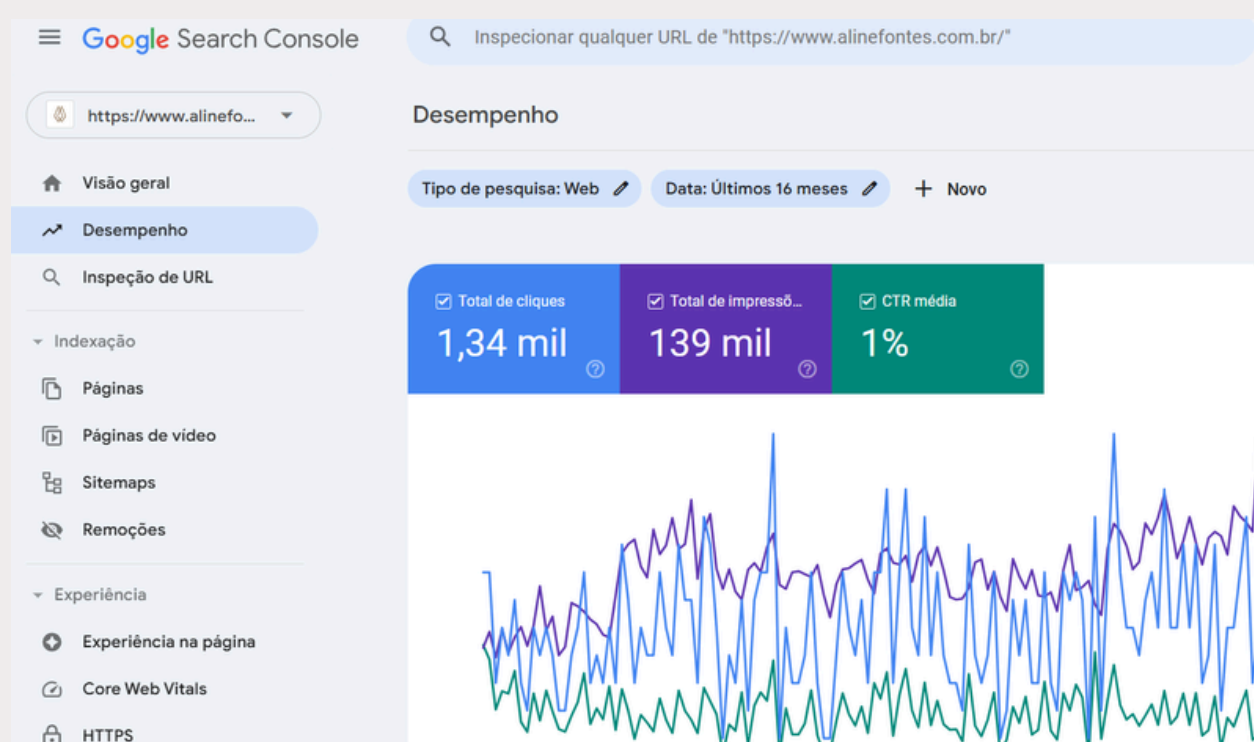 Google Search Console
Inspecionar qualquer URL de "https://www.alinefontes.com.br/"
https://www.alinefo...
Visão geral
Desempenho
Inspeção de URL
Indexação
Páginas
Páginas de vídeo
Sitemaps
Remoções
Experiência
Experiência na página
Core Web Vitals
HTTPS
Desempenho
Tipo de pesquisa: Web
Data: Últimos 16 meses
+ Novo
Total de cliques
1,34 mil
Total de impressõ...
139 mil
CTR média
1%